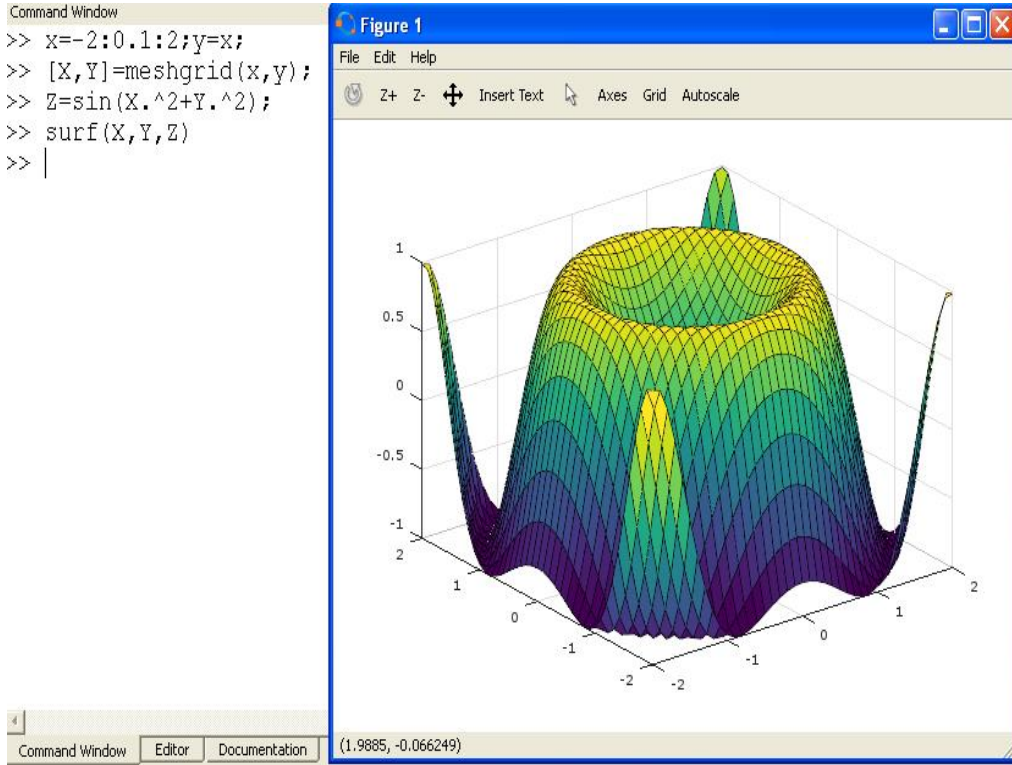 Command Window
>> x=-2:0.1:2;y=x;
>> [X,Y]=meshgrid(x,y);
>> Z=sin(X.^2+Y.^2);
>> surf(X,Y,Z)
>>
Command Window Editor Documentation
Figure 1
File Edit Help
Z+ Z- Insert Text Axes Grid Autoscale
1
0.5
0
-0.5
-1
2
1
0
-1
-2
-2
-1
0
1
2
(1.9885, -0.066249)